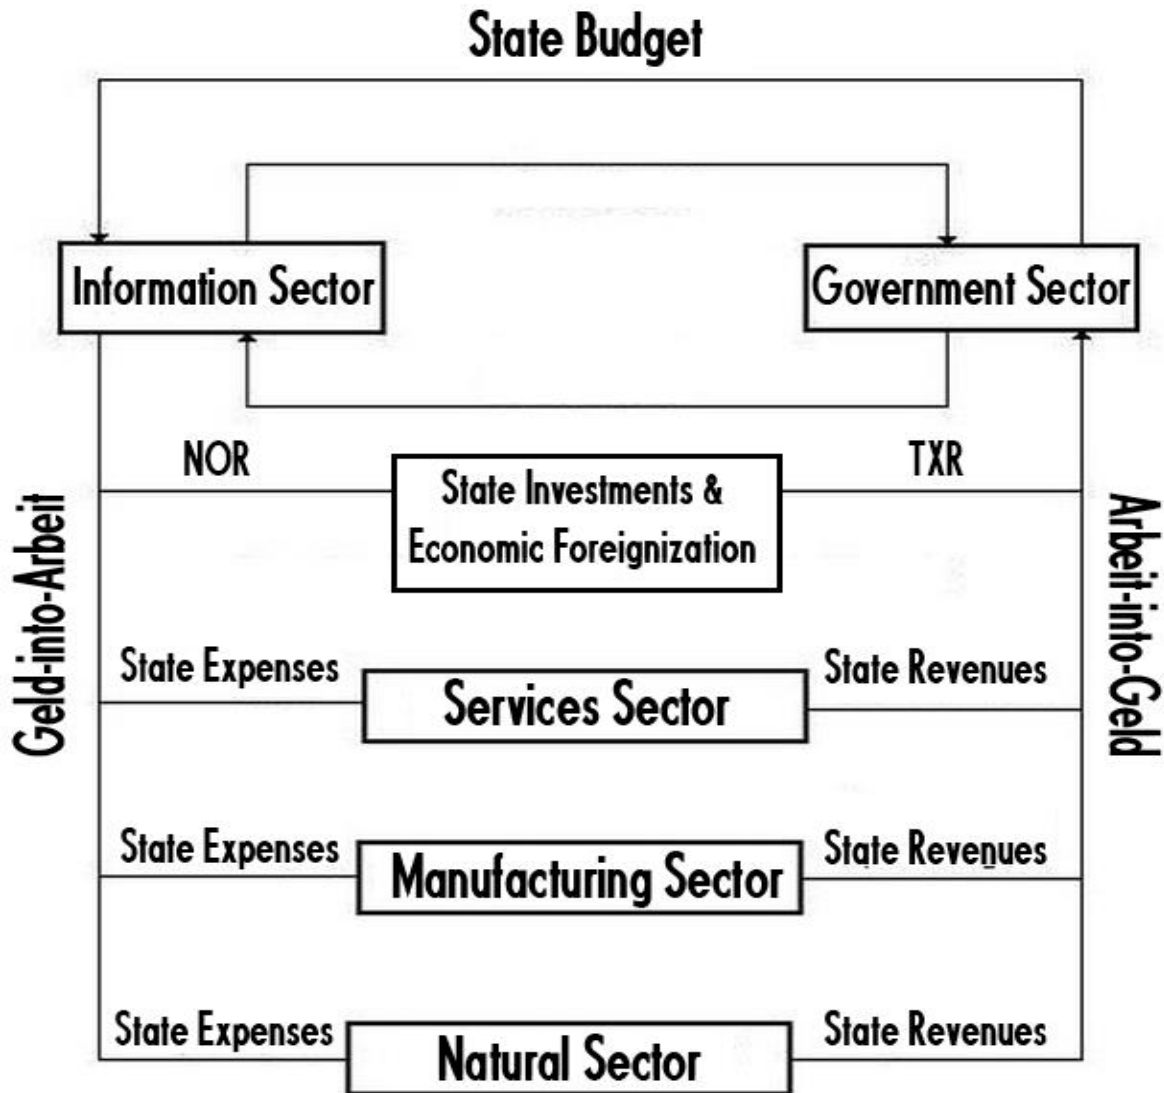 State Budget
Information Sector
Government Sector
NOR
TXR
State Investments &
Economic Foreignization
Geld-into-Arbeit
Arbeit-into-Geld
State Expenses
State Revenues
Services Sector
State Expenses
State Revenues
Manufacturing Sector
State Expenses
State Revenues
Natural Sector